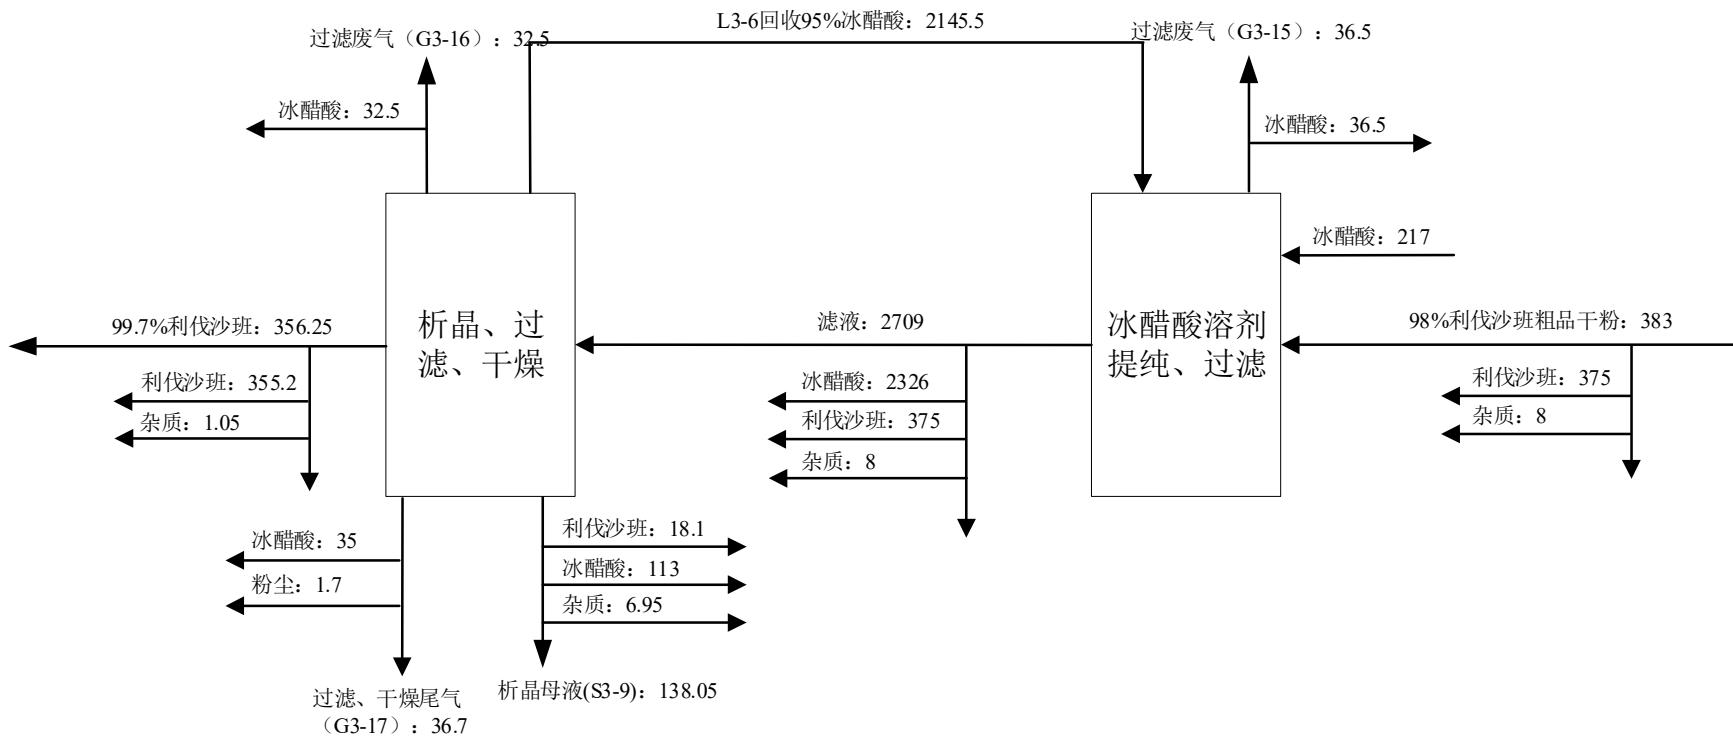 L3-6回收95%冰醋酸：2145.5
过滤废气（G3-16）：32.5
过滤废气（G3-15）：36.5
冰醋酸：32.5
冰醋酸：36.5
冰醋酸：217
99.7%利伐沙班：356.25
析晶、过
滤、干燥
滤液：2709
冰醋酸溶剂
提纯、过滤
98%利伐沙班粗品干粉：383
利伐沙班：355.2
杂质：1.05
冰醋酸：2326
利伐沙班：375
杂质：8
利伐沙班：375
杂质：8
冰醋酸：35
粉尘：1.7
利伐沙班：18.1
冰醋酸：113
杂质：6.95
过滤、干燥尾气
（G3-17）：36.7
析晶母液(S3-9)：138.05